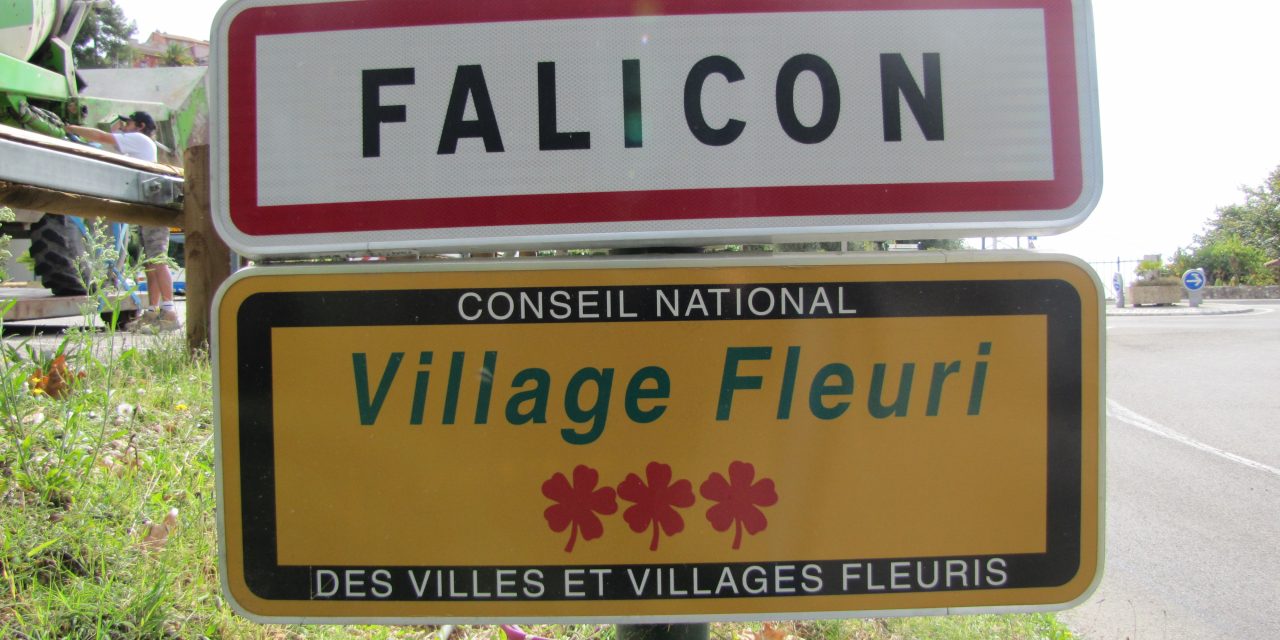 FALICON
CONSEIL NATIONAL
Village Fleuri
DES VILLES ET VILLAGES FLEURIS